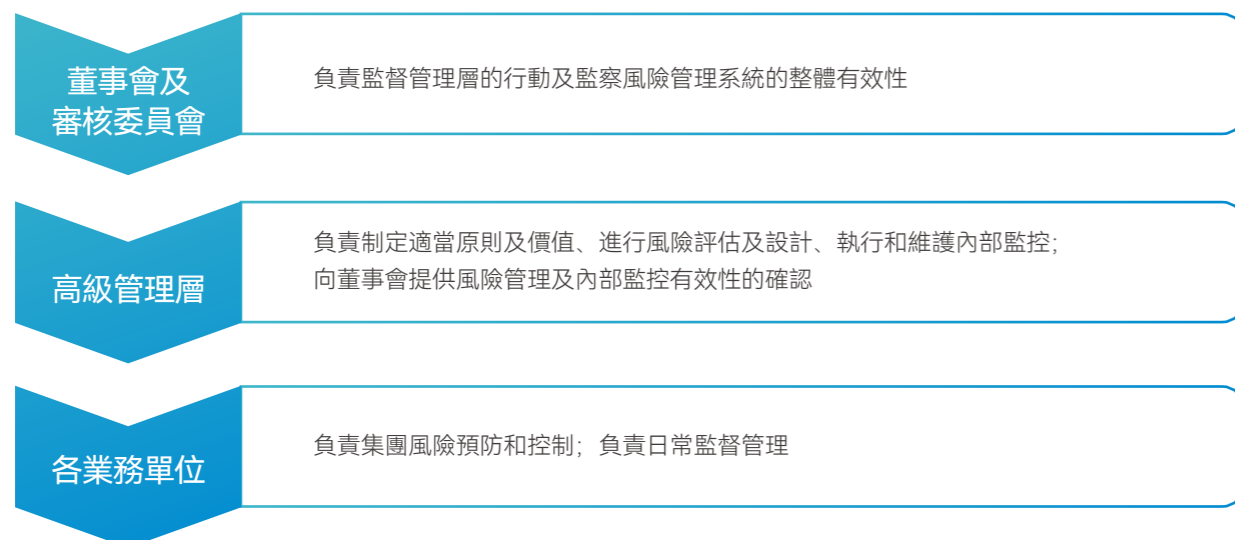 董事會及
審核委員會
負責監督管理層的行動及監察風險管理系統的整體有效性
高級管理層
負責制定適當原則及價值、進行風險評估及設計、執行和維護內部監控；
向董事會提供風險管理及內部監控有效性的確認
各業務單位
負責集團風險預防和控制；負責日常監督管理